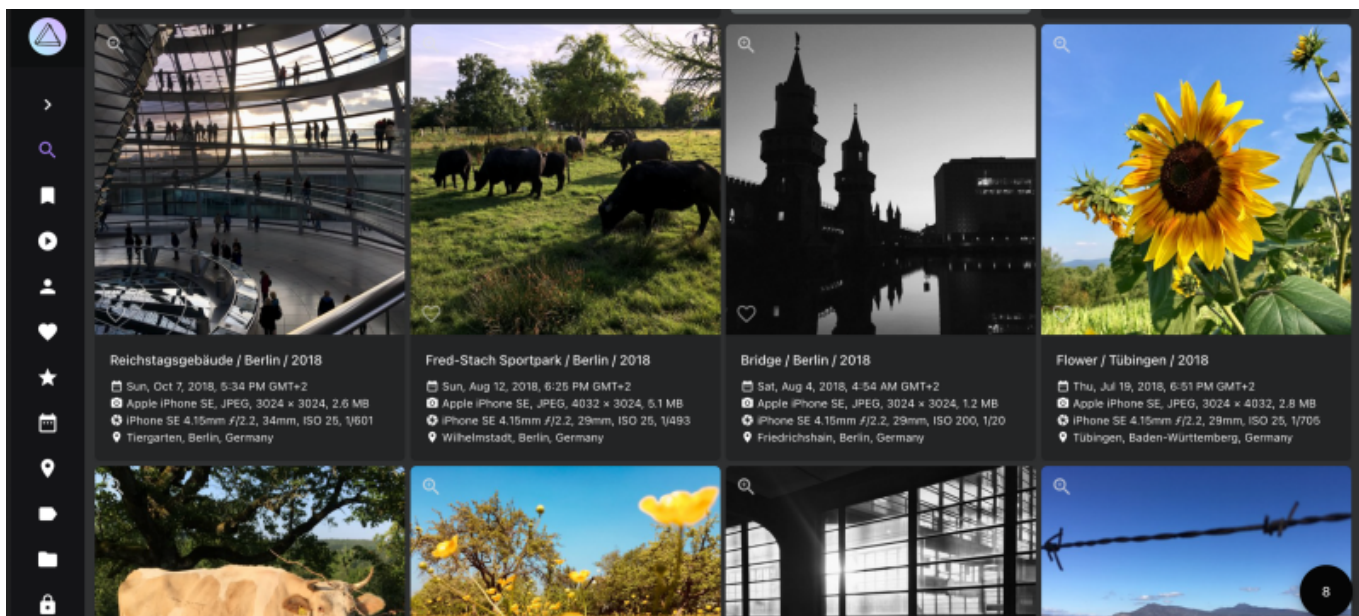 Reichstagsgebäude / Berlin / 2018
Sun, Oct 7, 2018, 5:34 PM GMT+2
Apple iPhone SE, JPEG, 3024 × 3024, 2.6 MB
iPhone SE 4.15mm ƒ/2.2, 34mm, ISO 25, 1/601
Tiergarten, Berlin, Germany
Fred-Stach Sportpark / Berlin / 2018
Sun, Aug 12, 2018, 6:25 PM GMT+2
Apple iPhone SE, JPEG, 4032 × 3024, 5.1 MB
iPhone SE 4.15mm ƒ/2.2, 29mm, ISO 25, 1/493
Wilhelmstadt, Berlin, Germany
Bridge / Berlin / 2018
Sat, Aug 4, 2018, 4:54 AM GMT+2
Apple iPhone SE, JPEG, 3024 × 3024, 1.2 MB
iPhone SE 4.15mm ƒ/2.2, 29mm, ISO 200, 1/20
Friedrichshain, Berlin, Germany
Flower / Tübingen / 2018
Thu, Jul 19, 2018, 6:51 PM GMT+2
Apple iPhone SE, JPEG, 3024 × 4032, 2.8 MB
iPhone SE 4.15mm ƒ/2.2, 29mm, ISO 25, 1/705
Tübingen, Baden-Württemberg, Germany
8